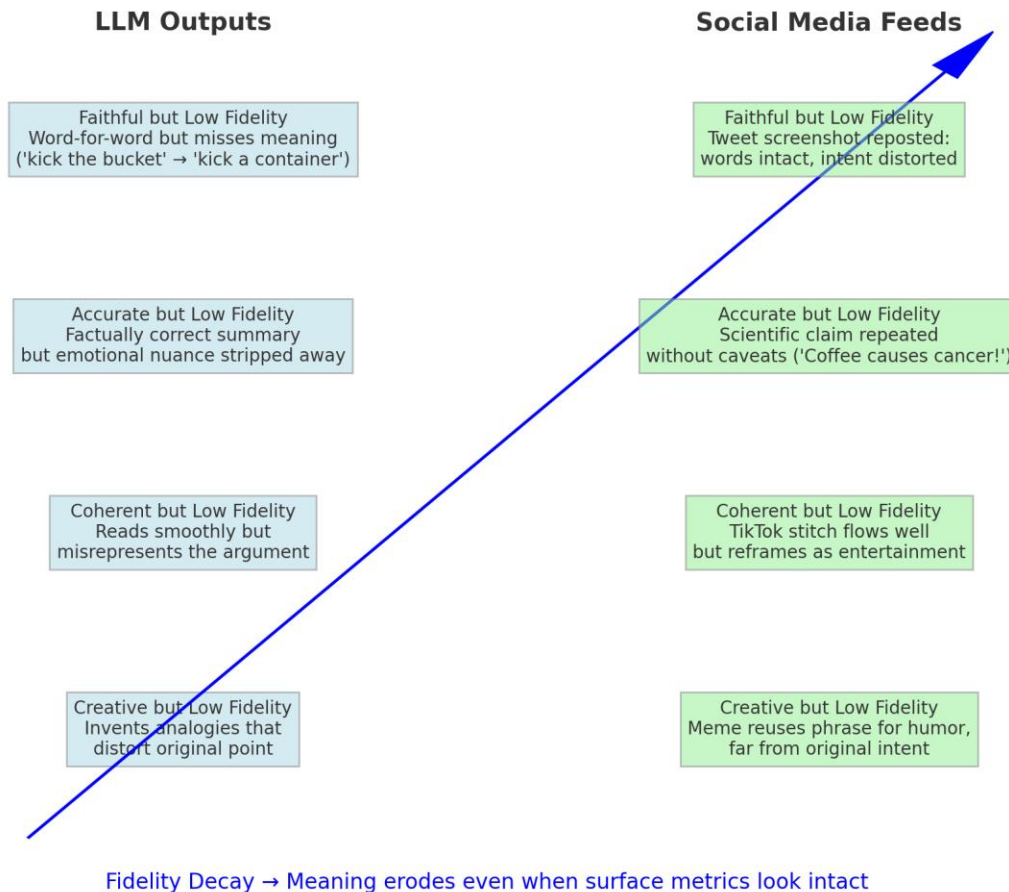 LLM Outputs
Social Media Feeds
Faithful but Low Fidelity
Word-for-word but misses meaning
('kick the bucket' → 'kick a container')
Faithful but Low Fidelity
Tweet screenshot reposted:
words intact, intent distorted
Accurate but Low Fidelity
Factually correct summary
but emotional nuance stripped away
Accurate but Low Fidelity
Scientific claim repeated
without caveats ('Coffee causes cancer!')
Coherent but Low Fidelity
Reads smoothly but
misrepresents the argument
Coherent but Low Fidelity
TikTok stitch flows well
but reframes as entertainment
Creative but Low Fidelity
Invents analogies that
distort original point
Creative but Low Fidelity
Meme reuses phrase for humor,
far from original intent
Fidelity Decay → Meaning erodes even when surface metrics look intact